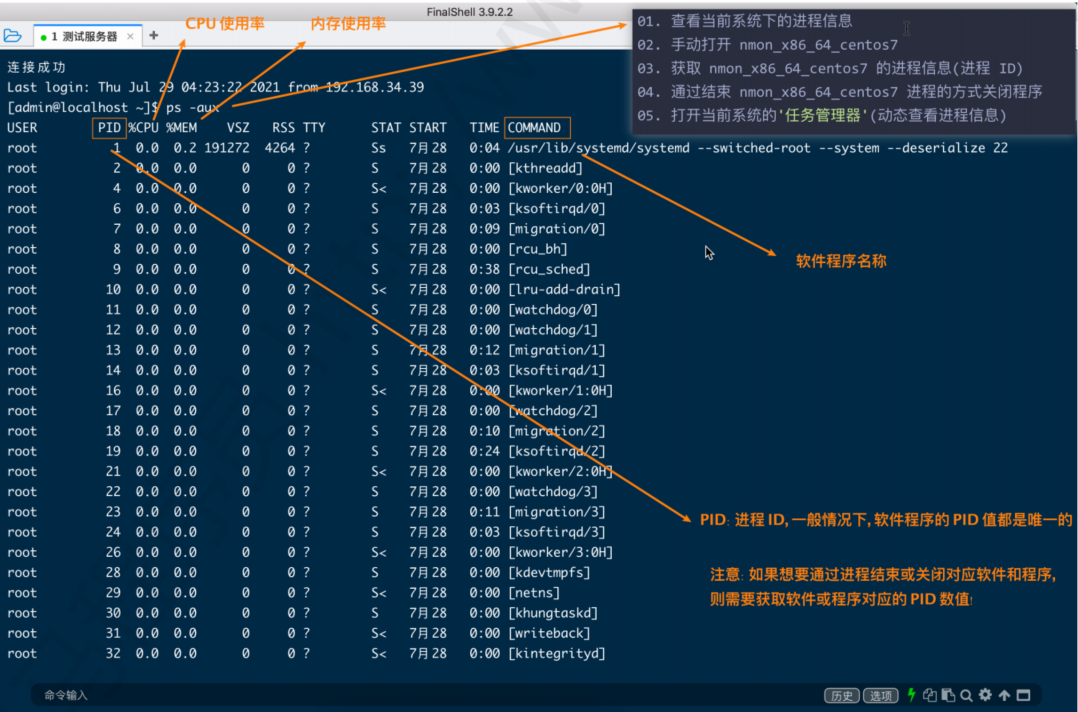 FinalShell 3.9.2.2
CPU 使用率
内存使用率
1 测试服务器 × +
01. 查看当前系统下的进程信息
02. 手动打开 nmon_x86_64_centos7
03. 获取 nmon_x86_64_centos7 的进程信息(进程 ID)
04. 通过结束 nmon_x86_64_centos7 进程的方式关闭程序
05. 打开当前系统的'任务管理器'(动态查看进程信息)
连接成功
Last login: Thu Jul 29 04:23:22 2021 from 192.168.34.39
[admin@localhost ~]$ ps -aux
USER PID %CPU %MEM VSZ RSS TTY STAT START TIME COMMAND
root 1 0.0 0.2 191272 4264 ? Ss 7月28 0:04 /usr/lib/systemd/systemd --switched-root --system --deserialize 22
root 2 0.0 0.0 0 0 ? S 7月28 0:00 [kthreadd]
root 4 0.0 0.0 0 0 ? S< 7月28 0:00 [kworker/0:0H]
root 6 0.0 0.0 0 0 ? S 7月28 0:03 [ksoftirqd/0]
root 7 0.0 0.0 0 0 ? S 7月28 0:09 [migration/0]
root 8 0.0 0.0 0 0 ? S 7月28 0:00 [rcu_bh]
root 9 0.0 0.0 0 0 ? S 7月28 0:38 [rcu_sched]
软件程序名称
root 10 0.0 0.0 0 0 ? S< 7月28 0:00 [lru-add-drain]
root 11 0.0 0.0 0 0 ? S 7月28 0:00 [watchdog/0]
root 12 0.0 0.0 0 0 ? S 7月28 0:00 [watchdog/1]
root 13 0.0 0.0 0 0 ? S 7月28 0:12 [migration/1]
root 14 0.0 0.0 0 0 ? S 7月28 0:03 [ksoftirqd/1]
root 16 0.0 0.0 0 0 ? S< 7月28 0:00 [kworker/1:0H]
root 17 0.0 0.0 0 0 ? S 7月28 0:00 [watchdog/2]
root 18 0.0 0.0 0 0 ? S 7月28 0:10 [migration/2]
root 19 0.0 0.0 0 0 ? S 7月28 0:24 [ksoftirqd/2]
root 21 0.0 0.0 0 0 ? S< 7月28 0:00 [kworker/2:0H]
root 22 0.0 0.0 0 0 ? S 7月28 0:00 [watchdog/3]
root 23 0.0 0.0 0 0 ? S 7月28 0:11 [migration/3]
PID: 进程 ID, 一般情况下, 软件程序的 PID 值都是唯一的
root 24 0.0 0.0 0 0 ? S 7月28 0:03 [ksoftirqd/3]
root 26 0.0 0.0 0 0 ? S< 7月28 0:00 [kworker/3:0H]
root 28 0.0 0.0 0 0 ? S 7月28 0:00 [kdevtmpfs]
注意: 如果想要通过进程结束或关闭对应软件和程序,
则需要获取软件或程序对应的 PID 数值!
root 29 0.0 0.0 0 0 ? S< 7月28 0:00 [netns]
root 30 0.0 0.0 0 0 ? S 7月28 0:00 [khungtaskd]
root 31 0.0 0.0 0 0 ? S< 7月28 0:00 [writeback]
root 32 0.0 0.0 0 0 ? S< 7月28 0:00 [kintegrityd]
命令输入
历史 选项